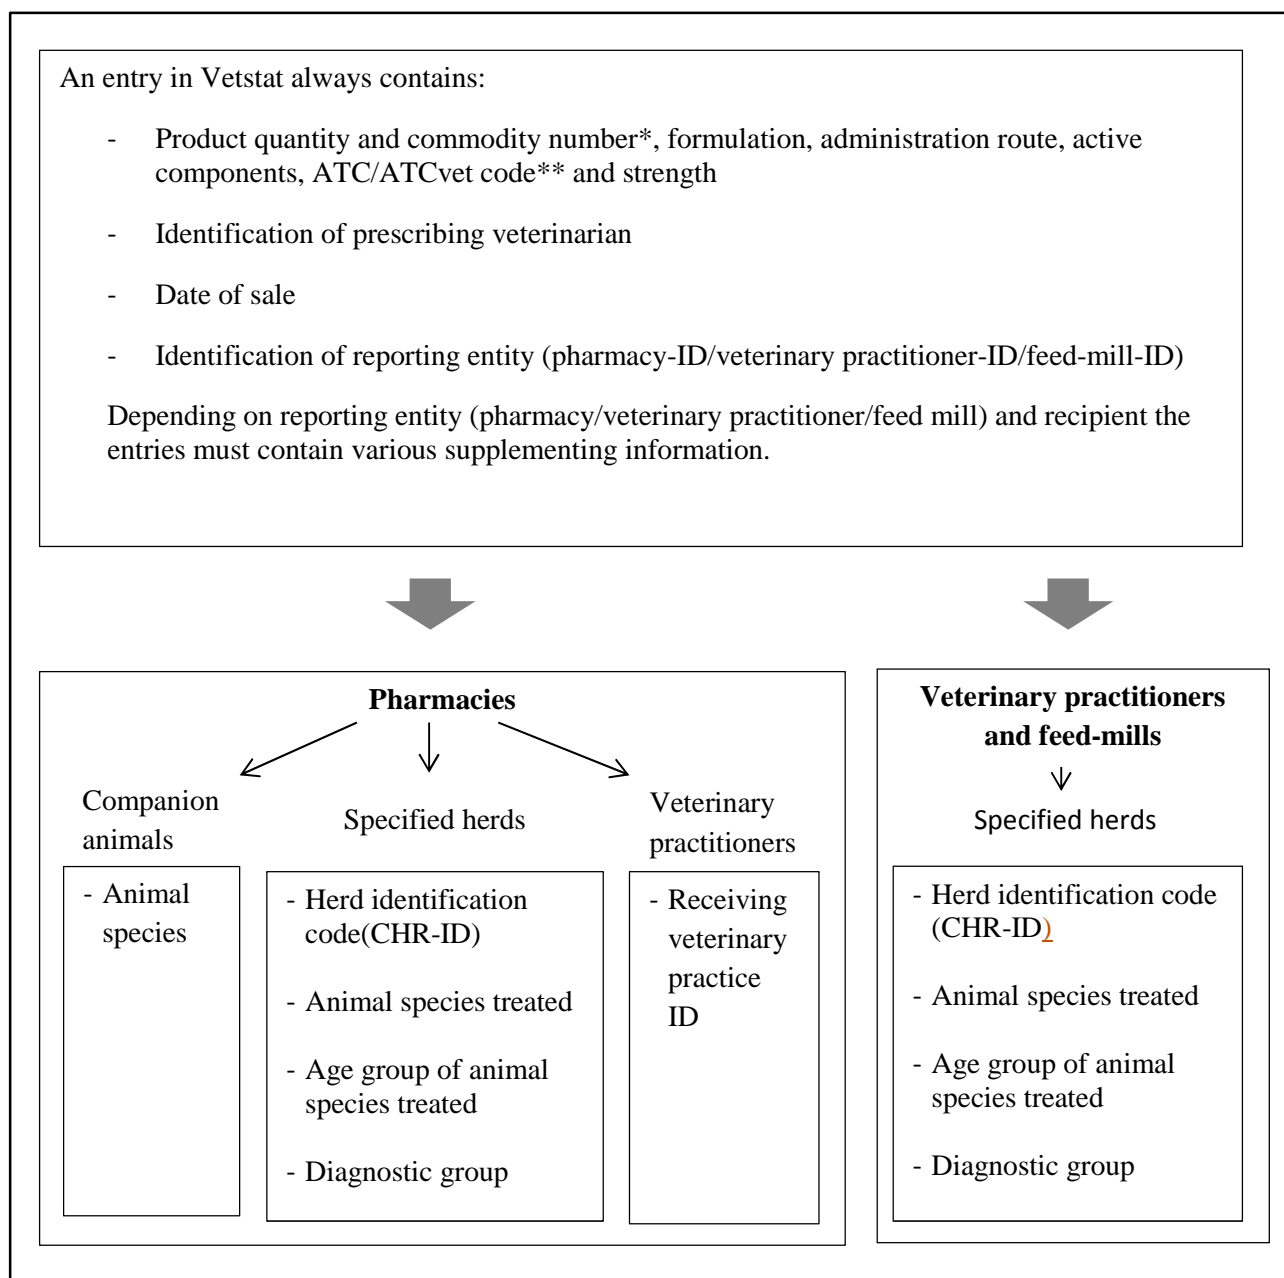 An entry in Vetstat always contains:
- Product quantity and commodity number*, formulation, administration route, active
components, ATC/ATCvet code** and strength
- Identification of prescribing veterinarian
- Date of sale
- Identification of reporting entity (pharmacy-ID/veterinary practitioner-ID/feed-mill-ID)
Depending on reporting entity (pharmacy/veterinary practitioner/feed mill) and recipient the
entries must contain various supplementing information.
Pharmacies
Companion
animals
- Animal
species
Specified herds
- Herd identification
code(CHR-ID)
- Animal species treated
- Age group of animal
species treated
- Diagnostic group
Veterinary
practitioners
- Receiving
veterinary
practice
ID
Veterinary practitioners
and feed-mills
Specified herds
- Herd identification code
(CHR-ID)
- Animal species treated
- Age group of animal
species treated
- Diagnostic group